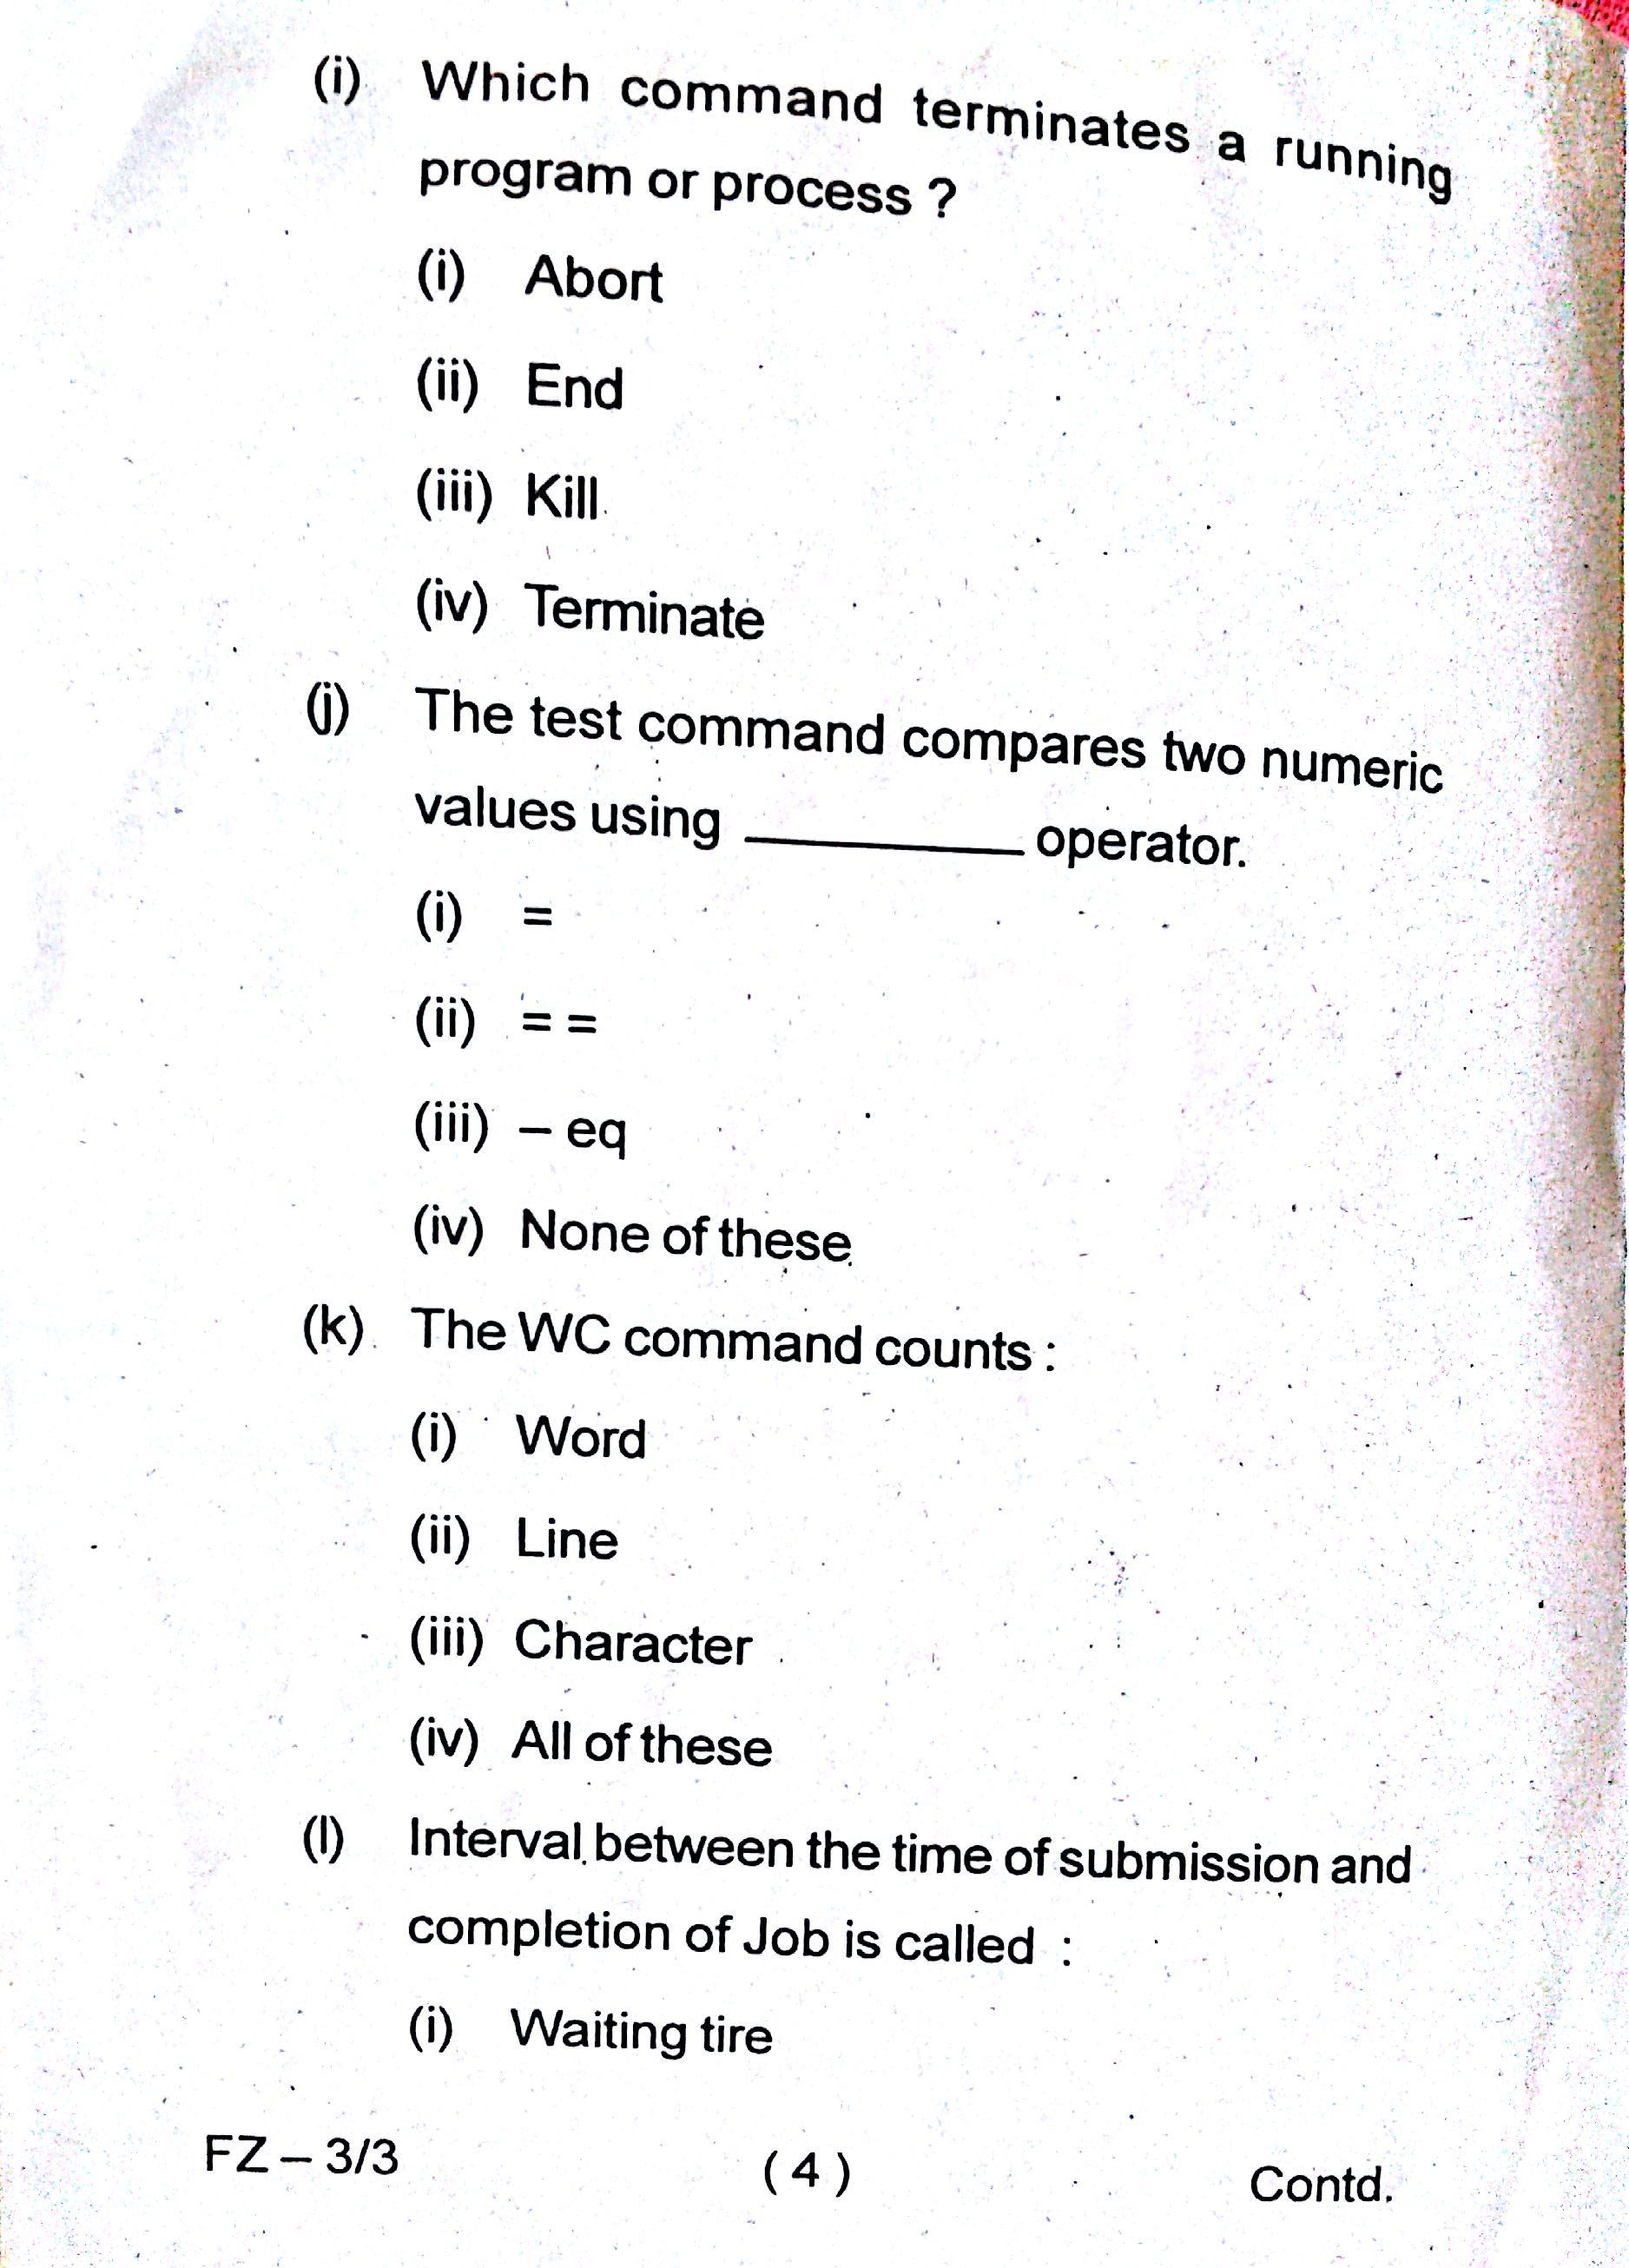 (i) Which command terminates a running
program or process ?
(i) Abort
(ii) End
(iii) Kill
(iv) Terminate
(j) The test command compares two numeric
values using ________ operator.
(i) =
(ii) = =
(iii) – eq
(iv) None of these
(k) The WC command counts :
(i) Word
(ii) Line
(iii) Character
(iv) All of these
(l) Interval between the time of submission and
completion of Job is called :
(i) Waiting tire
FZ – 3/3 (4) Contd.